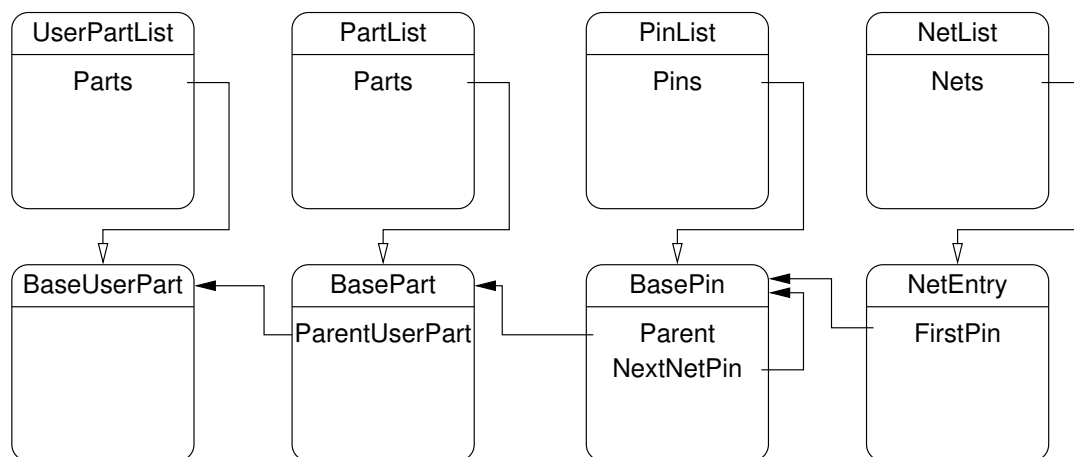 UserPartList
Parts
PartList
Parts
PinList
Pins
NetList
Nets
BaseUserPart
BasePart
ParentUserPart
BasePin
Parent
NextNetPin
NetEntry
FirstPin